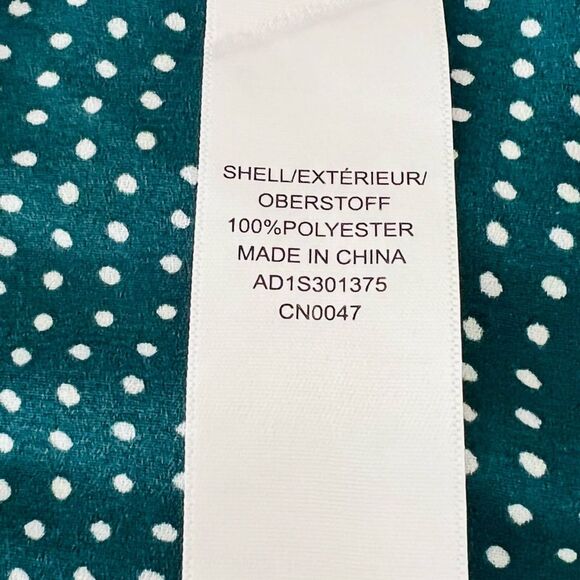 SHELL/EXTÉRIEUR/
OBERSTOFF
100%POLYESTER
MADE IN CHINA
AD1S301375
CN0047